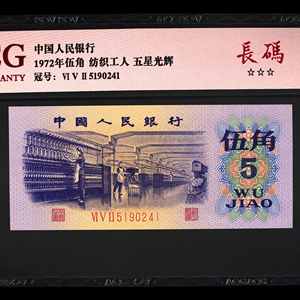 CG
RANTY
中国人民银行
1972年伍角 纺织工人 五星光辉
冠号: VI V II 5190241
長碼
☆☆☆
中国人民银行
伍角
5
WU
JIAO
VI V II 5190241